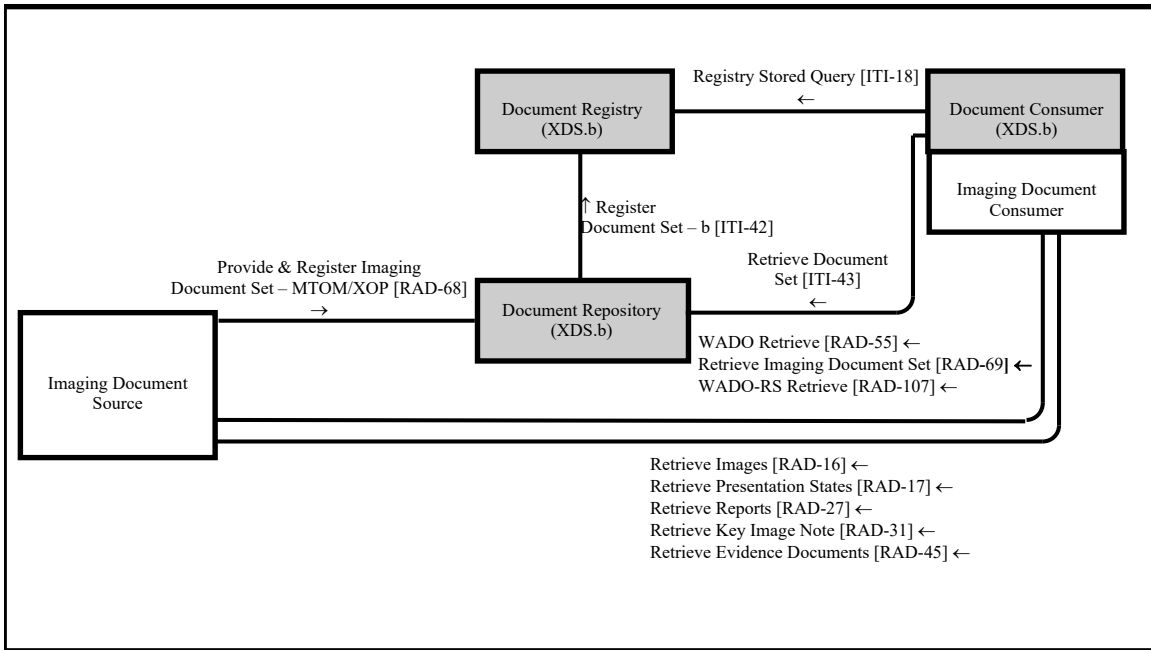 Registry Stored Query [ITI-18]
←
Document Registry
(XDS.b)
Document Consumer
(XDS.b)
Imaging Document
Consumer
↑ Register
Document Set – b [ITI-42]
Provide & Register Imaging
Document Set – MTOM/XOP [RAD-68]
→
Retrieve Document
Set [ITI-43]
←
Document Repository
(XDS.b)
WADO Retrieve [RAD-55] ←
Retrieve Imaging Document Set [RAD-69] ←
WADO-RS Retrieve [RAD-107] ←
Imaging Document
Source
Retrieve Images [RAD-16] ←
Retrieve Presentation States [RAD-17] ←
Retrieve Reports [RAD-27] ←
Retrieve Key Image Note [RAD-31] ←
Retrieve Evidence Documents [RAD-45] ←